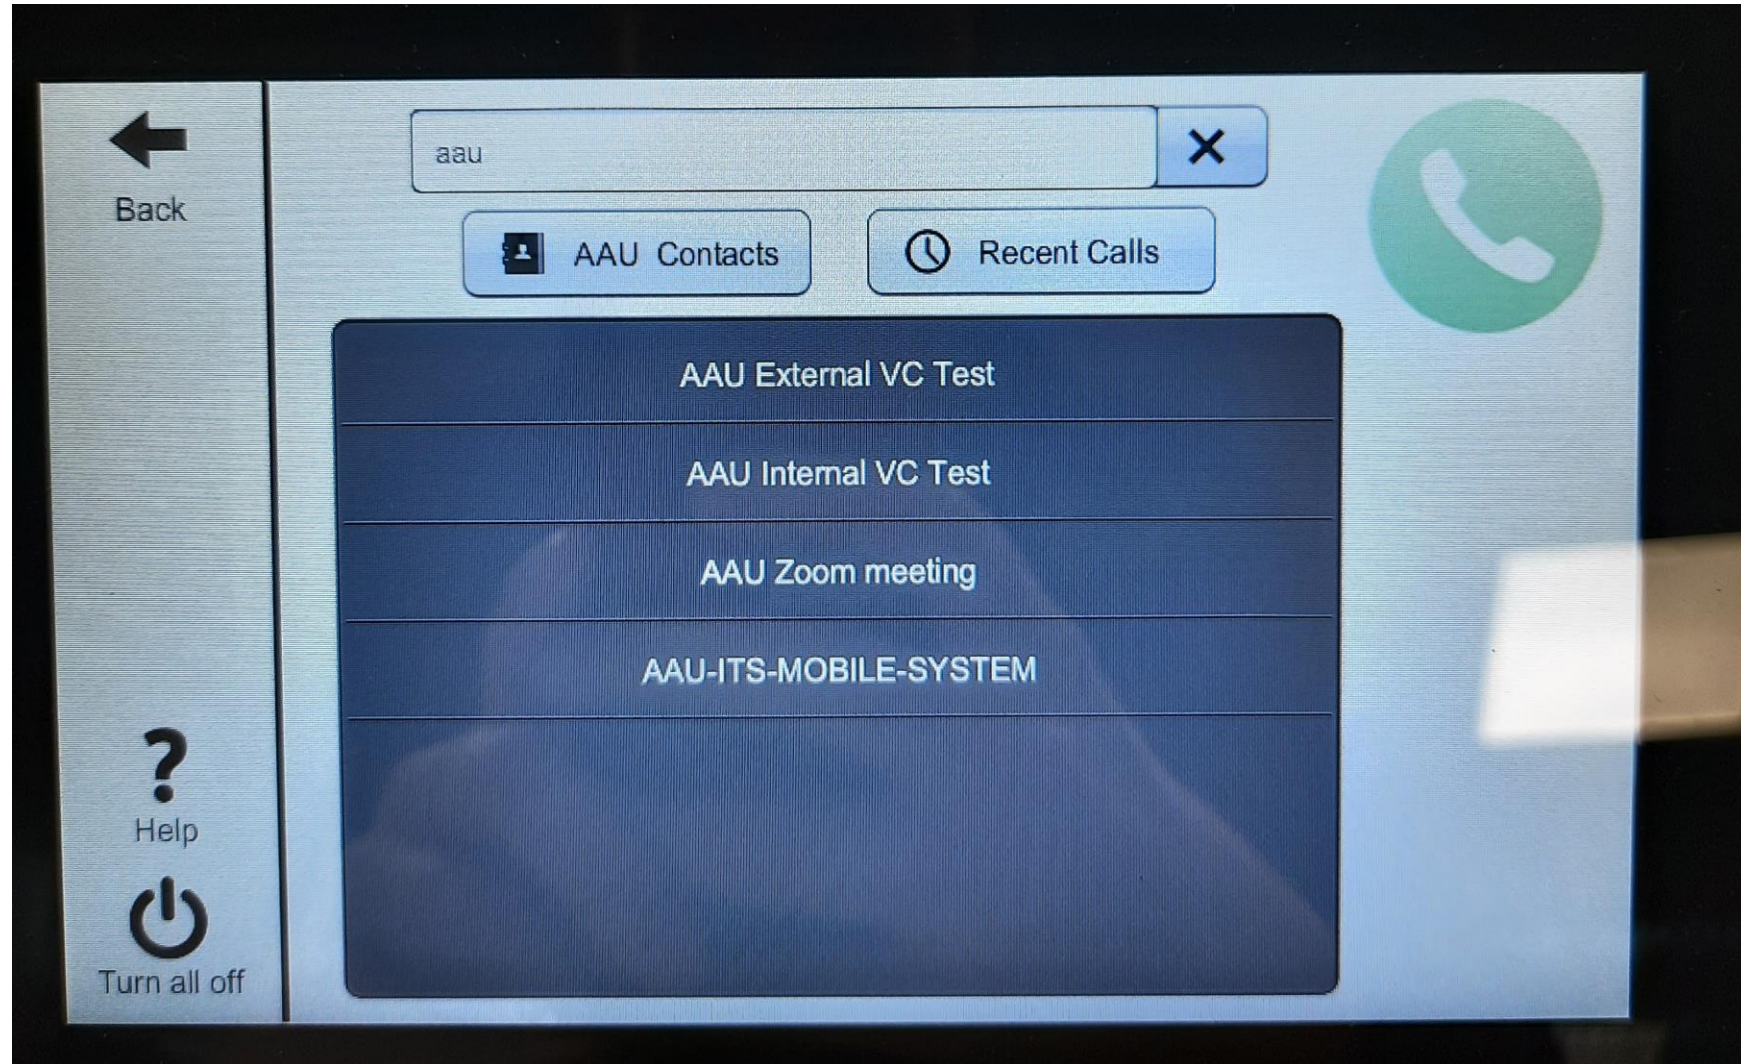 Back
aau
AAU Contacts
Recent Calls
AAU External VC Test
AAU Internal VC Test
AAU Zoom meeting
AAU-ITS-MOBILE-SYSTEM
?
Help
Turn all off